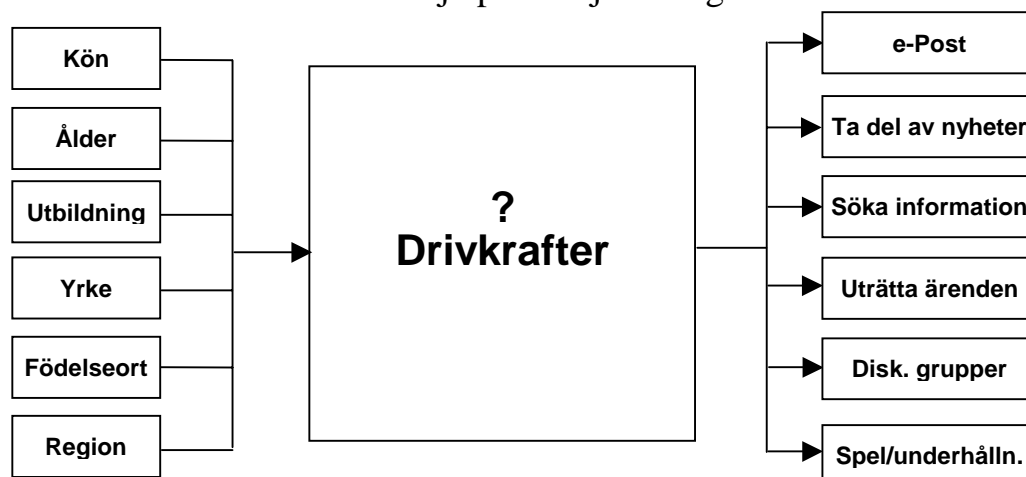 Kön
Ålder
Utbildning
Yrke
Födelseort
Region
?
Drivkrafter
e-Post
Ta del av nyheter
Söka information
Uträtta ärenden
Disk. grupper
Spel/underhålln.